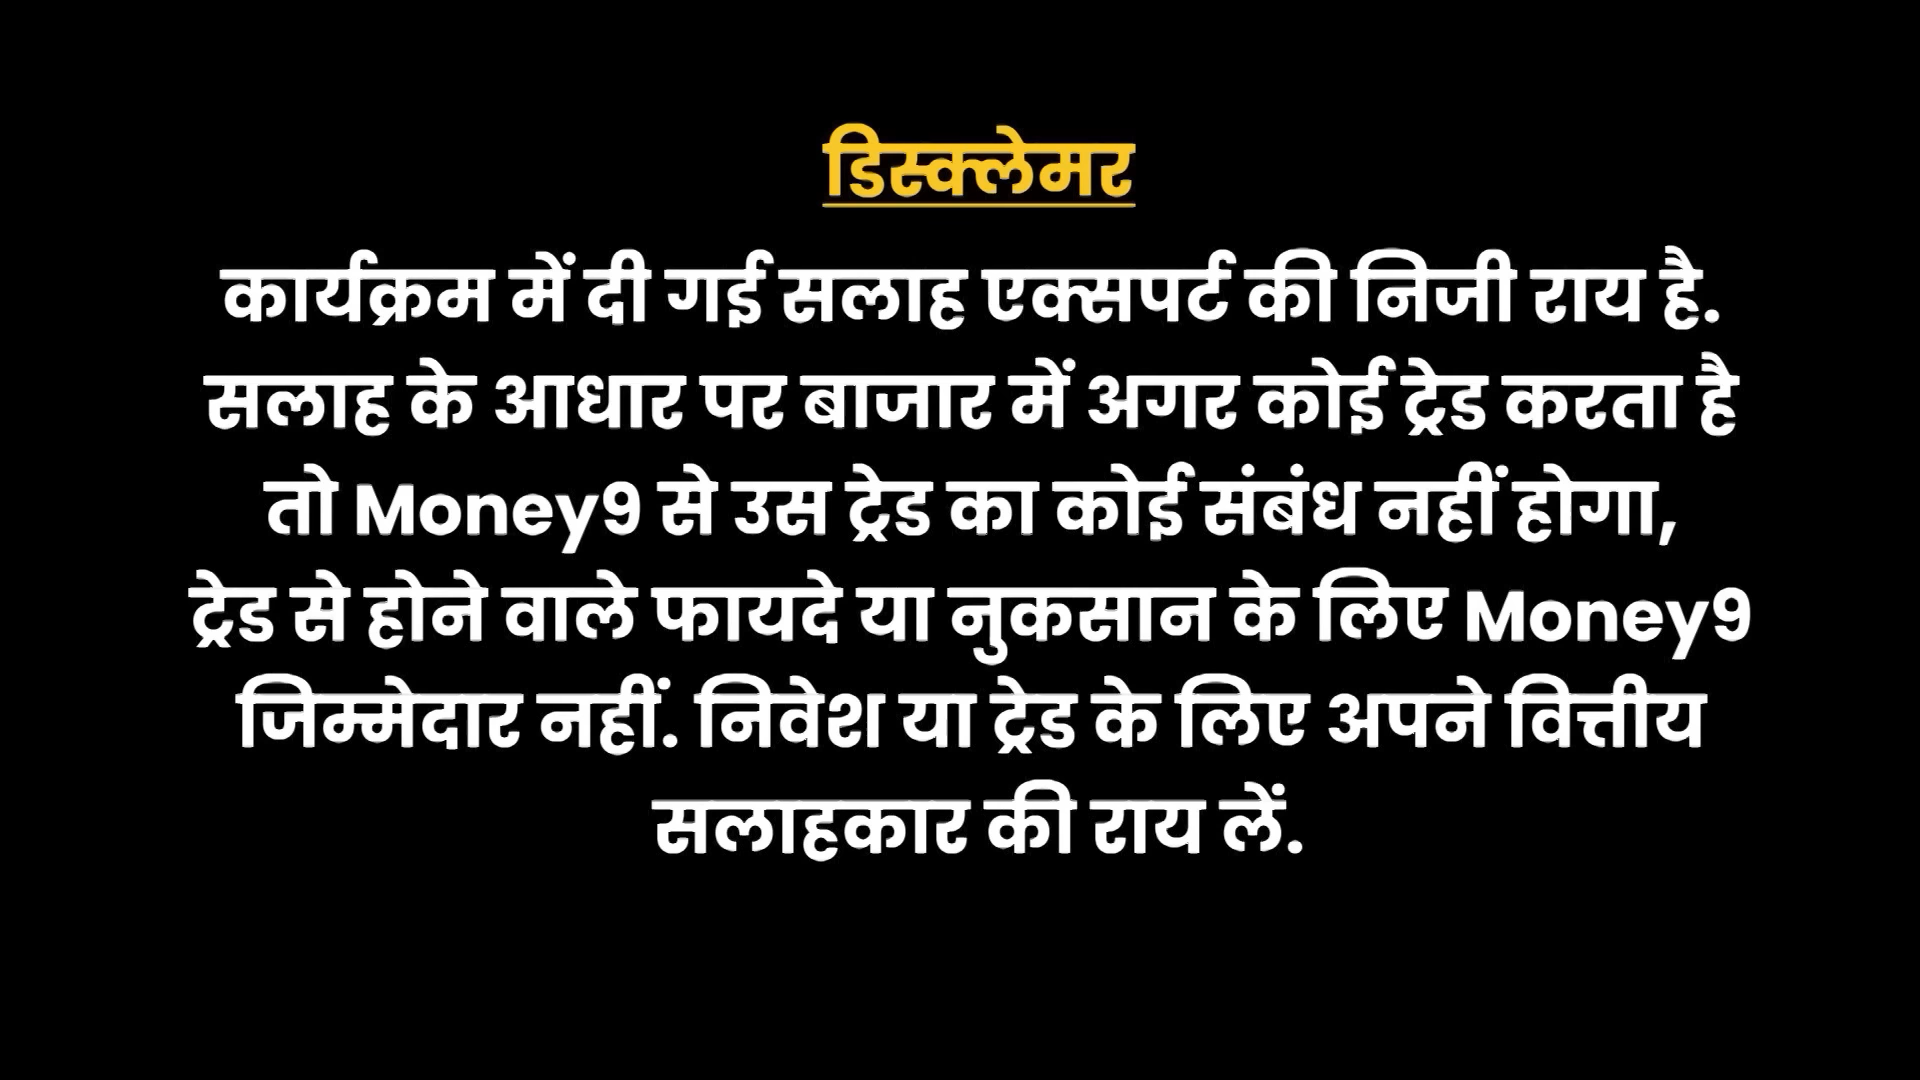 डिस्क्लेमर
कार्यक्रम में दी गई सलाह एक्सपर्ट की निजी राय है.
सलाह के आधार पर बाजार में अगर कोई ट्रेड करता है
तो Money9 से उस ट्रेड का कोई संबंध नहीं होगा,
ट्रेड से होने वाले फायदे या नुकसान के लिए Money9
जिम्मेदार नहीं. निवेश या ट्रेड के लिए अपने वित्तीय
सलाहकार की राय लें.